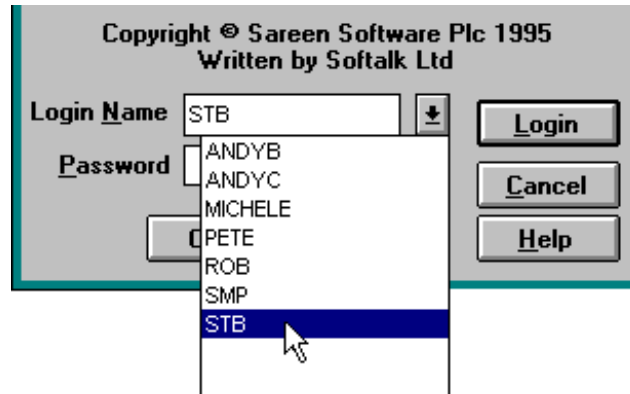 Copyright © Sareen Software Plc 1995
Written by Softalk Ltd
Login Name STB Login
Password
ANDYB
ANDYC Cancel
MICHELE
PETE Help
ROB
SMP
STB